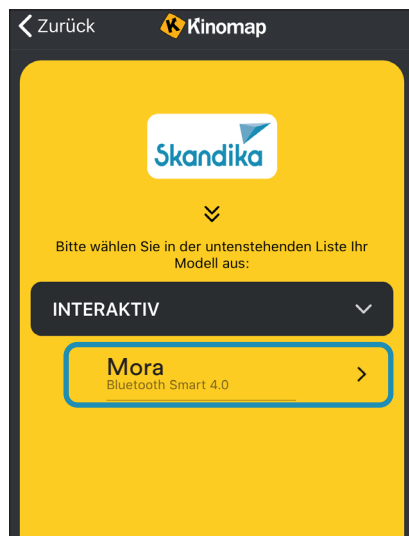 Zurück
Kinomap
Skandika
Bitte wählen Sie in der untenstehenden Liste Ihr
Modell aus:
INTERAKTIV
Mora
Bluetooth Smart 4.0